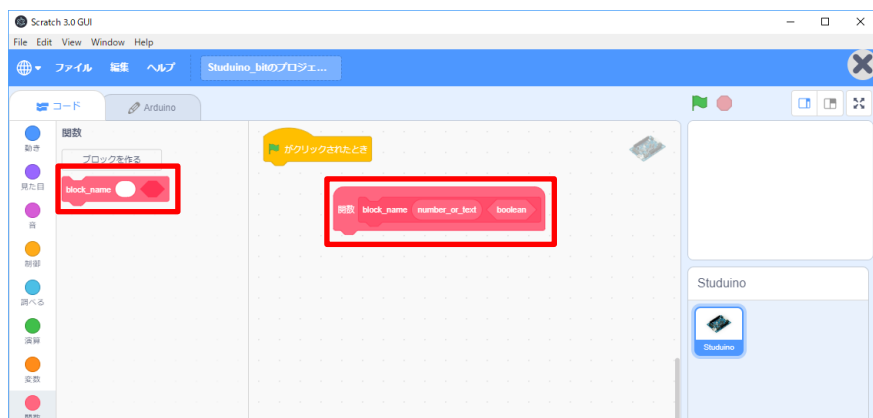 Scratch 3.0 GUI
File Edit View Window Help
ファイル 編集 ヘルプ Studuino_bitのプロジェ...
コード Arduino
動き
見た目
音
制御
調べる
演算
変数
関数
関数
ブロックを作る
block_name
がクリックされたとき
関数 block_name number_or_text boolean
Studuino
Studuino